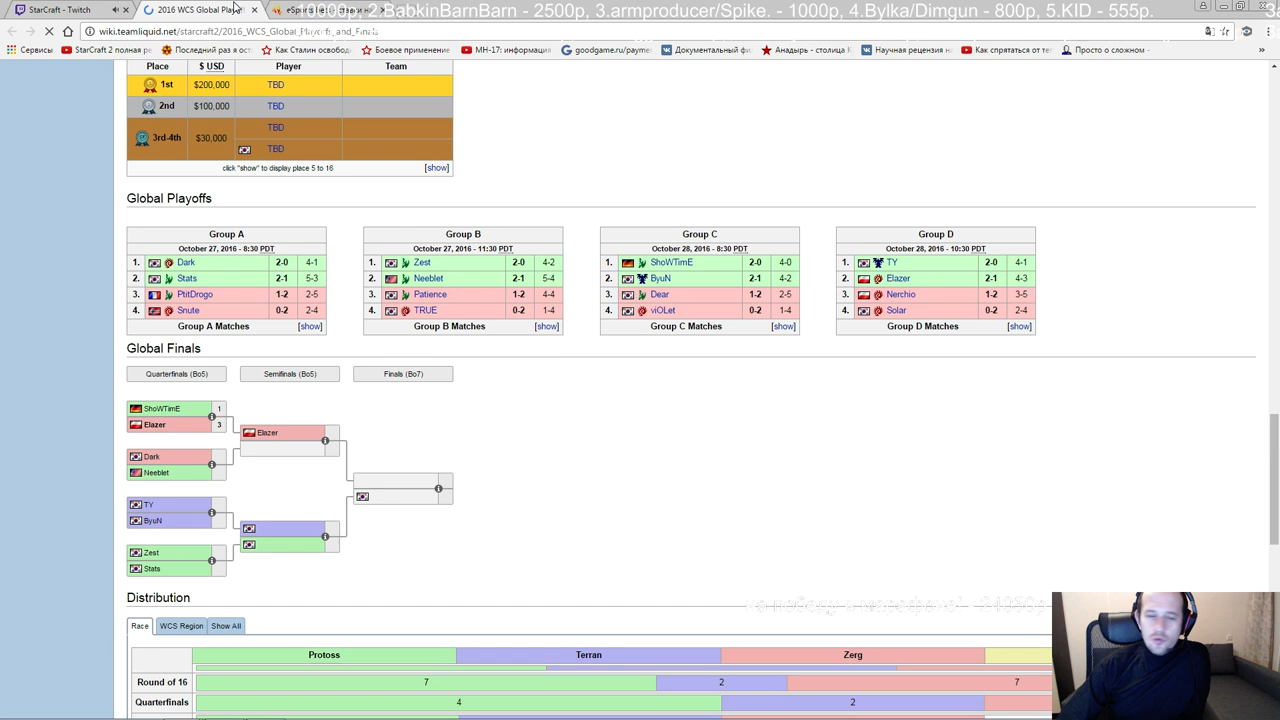 2.BabkinBarnBarn - 2500p, 3.armproducer/Spike. - 1000p, 4.Bylka/Dimgun - 800p, 5.KID - 555p.
StarCraft - Twitch
2016 WCS Global Pl
wiki.teamliquid.net/starcraft2/2016_WCS_Global_Playoffs_and_Finals
Сервисы StarCraft 2 полная ре Последний раз я ост Как Сталин освобож Боевое применение МН-17: информация goodgame.ru/payme Документальный фил Анадырь - столица Научная рецензия н Как спрятаться от те Просто о сложном -
Place $ USD Player Team
1st $200,000 TBD
2nd $100,000 TBD
3rd-4th $30,000 TBD
TBD
click "show" to display place 5 to 16 [show]
Global Playoffs
Group A Group B Group C Group D
October 27, 2016 - 8:30 PDT October 27, 2016 - 11:30 PDT October 28, 2016 - 8:30 PDT October 28, 2016 - 10:30 PDT
1. Dark 2-0 4-1 1. Zest 2-0 4-2 1. ShoWTimE 2-0 4-0 1. TY 2-0 4-1
2. Stats 2-1 5-3 2. Neeblet 2-1 5-4 2. ByuN 2-1 4-2 2. Elazer 2-1 4-3
3. PtitDrogo 1-2 2-5 3. Patience 1-2 4-4 3. Dear 1-2 2-5 3. Nerchio 1-2 3-5
4. Snute 0-2 2-4 4. TRUE 0-2 1-4 4. viOLet 0-2 1-4 4. Solar 0-2 2-4
Group A Matches [show] Group B Matches [show] Group C Matches [show] Group D Matches [show]
Global Finals
Quarterfinals (Bo5) Semifinals (Bo5) Finals (Bo7)
ShoWTimE 1
Elazer 3
Elazer
Dark
Neeblet
TY
ByuN
Zest
Stats
Distribution
Race WCS Region Show All
Protoss Terran Zerg
Round of 16 7 2 7
Quarterfinals 4 2